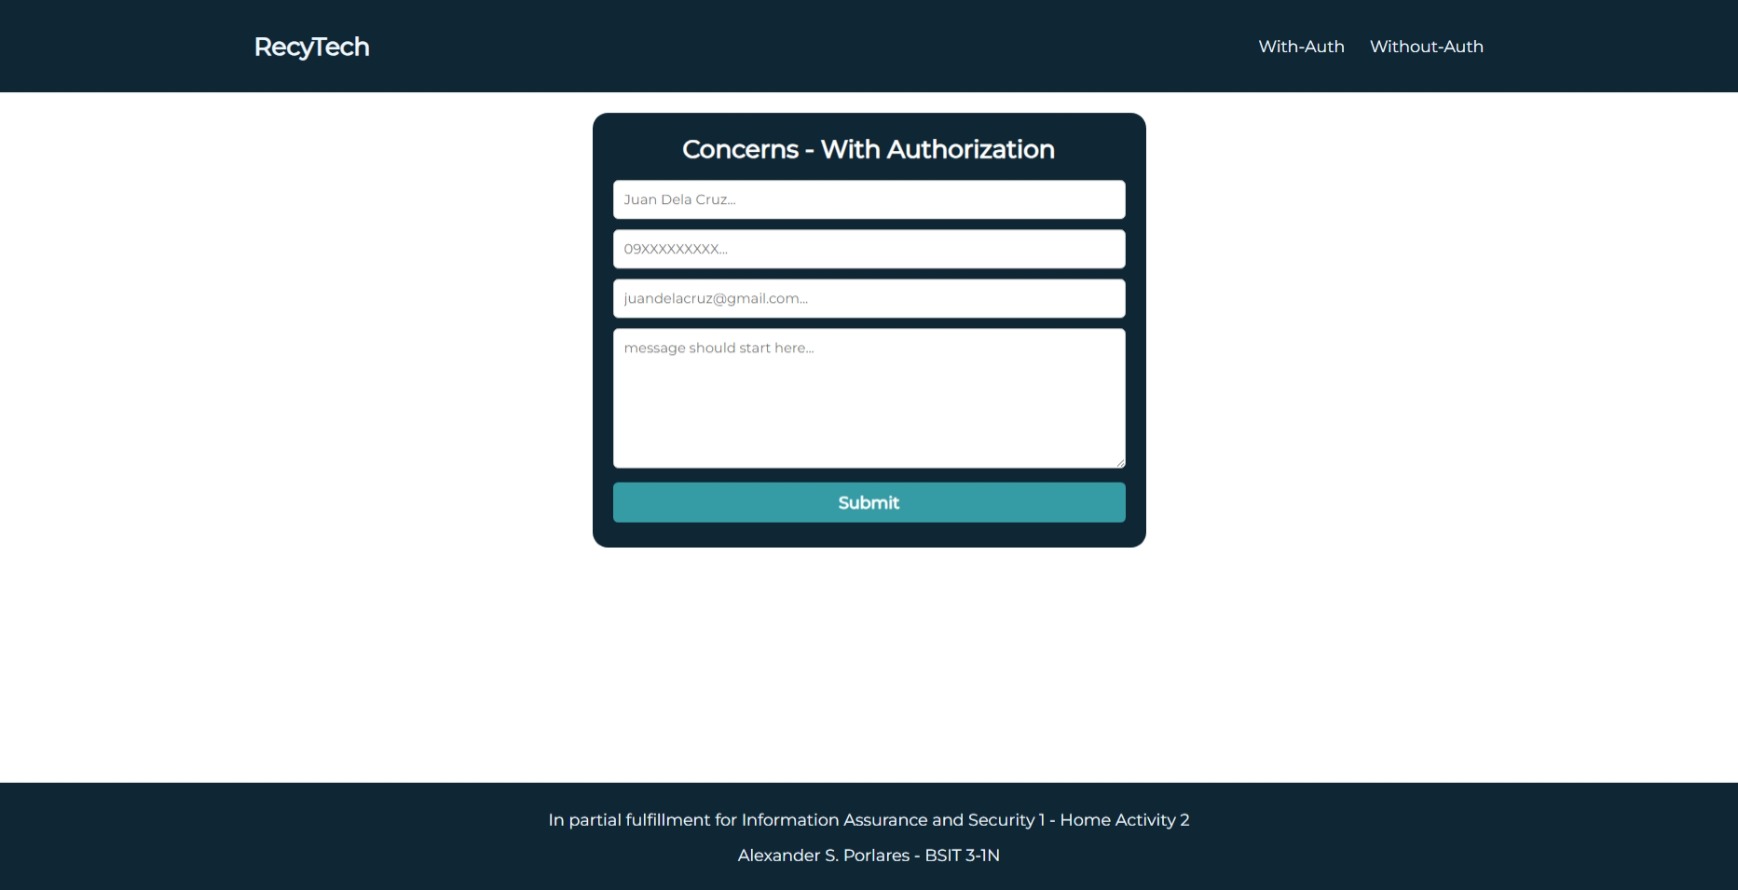 RecyTech
With-Auth Without-Auth
Concerns - With Authorization
Juan Dela Cruz...
09XXXXXXXXX...
juandelacruz@gmail.com...
message should start here...
Submit
In partial fulfillment for Information Assurance and Security 1 - Home Activity 2
Alexander S. Porlares - BSIT 3-1N